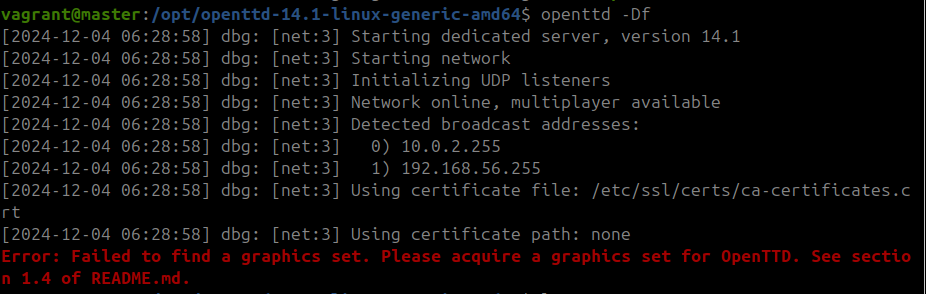 vagrant@master:/opt/openttd-14.1-linux-generic-amd64$ openttd -Df
[2024-12-04 06:28:58] dbg: [net:3] Starting dedicated server, version 14.1
[2024-12-04 06:28:58] dbg: [net:3] Starting network
[2024-12-04 06:28:58] dbg: [net:3] Initializing UDP listeners
[2024-12-04 06:28:58] dbg: [net:3] Network online, multiplayer available
[2024-12-04 06:28:58] dbg: [net:3] Detected broadcast addresses:
[2024-12-04 06:28:58] dbg: [net:3]   0) 10.0.2.255
[2024-12-04 06:28:58] dbg: [net:3]   1) 192.168.56.255
[2024-12-04 06:28:58] dbg: [net:3] Using certificate file: /etc/ssl/certs/ca-certificates.c
rt
[2024-12-04 06:28:58] dbg: [net:3] Using certificate path: none
Error: Failed to find a graphics set. Please acquire a graphics set for OpenTTD. See sectio
n 1.4 of README.md.